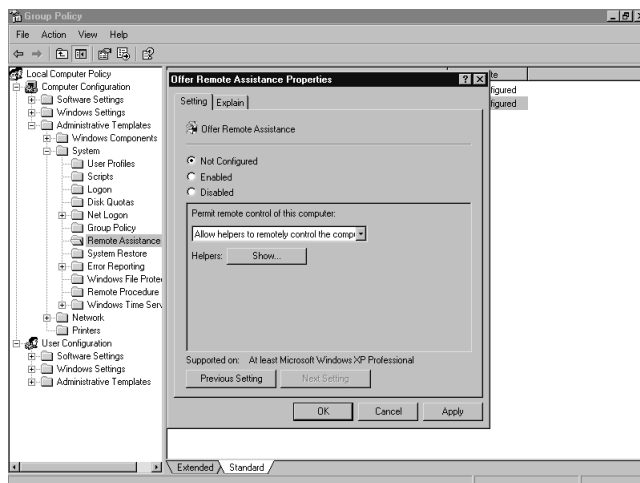 Group Policy
File Action View Help
Local Computer Policy
Computer Configuration
Software Settings
Windows Settings
Administrative Templates
Windows Components
System
User Profiles
Scripts
Logon
Disk Quotas
Net Logon
Group Policy
Remote Assistance
System Restore
Error Reporting
Windows File Prote
Remote Procedure
Windows Time Serv
Network
Printers
User Configuration
Software Settings
Windows Settings
Administrative Templates
te
figured
figured
Offer Remote Assistance Properties
Setting Explain
Offer Remote Assistance
Not Configured
Enabled
Disabled
Permit remote control of this computer:
Allow helpers to remotely control the compu
Helpers: Show...
Supported on: At least Microsoft Windows XP Professional
Previous Setting Next Setting
OK Cancel Apply
Extended Standard